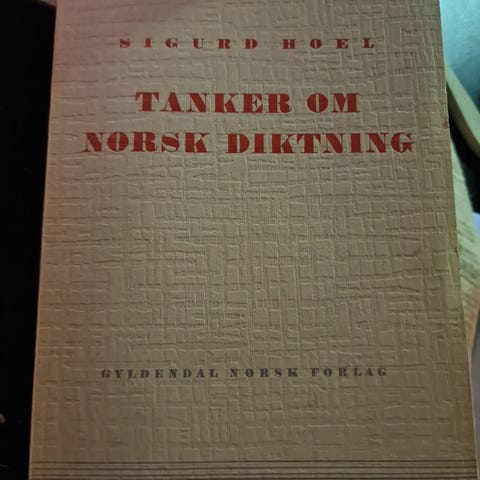 SIGURD HOEL
TANKER OM
NORSK DIKTNING
GYLDENDAL NORSK FORLAG